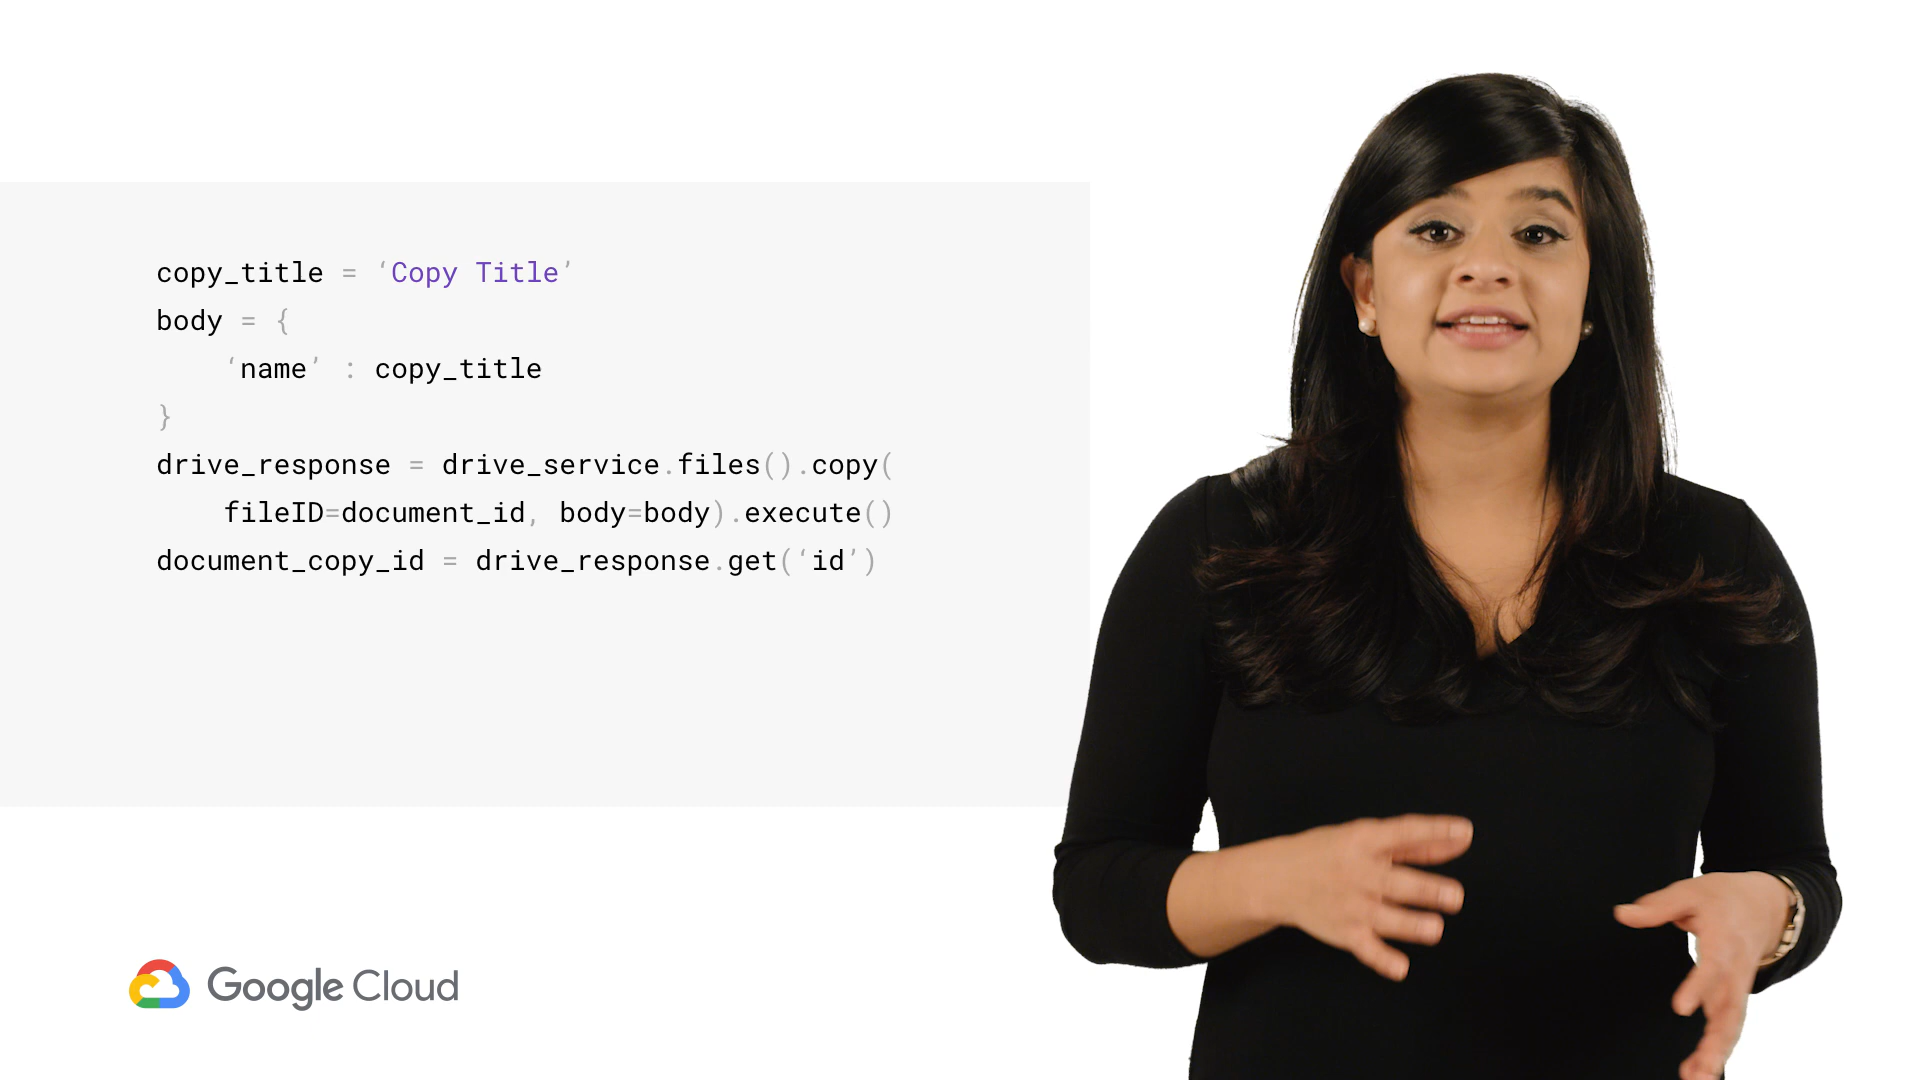 copy_title = ‘Copy Title’
body = {
    ‘name’ : copy_title
}
drive_response = drive_service.files().copy(
    fileID=document_id, body=body).execute()
document_copy_id = drive_response.get(‘id’)
Google Cloud